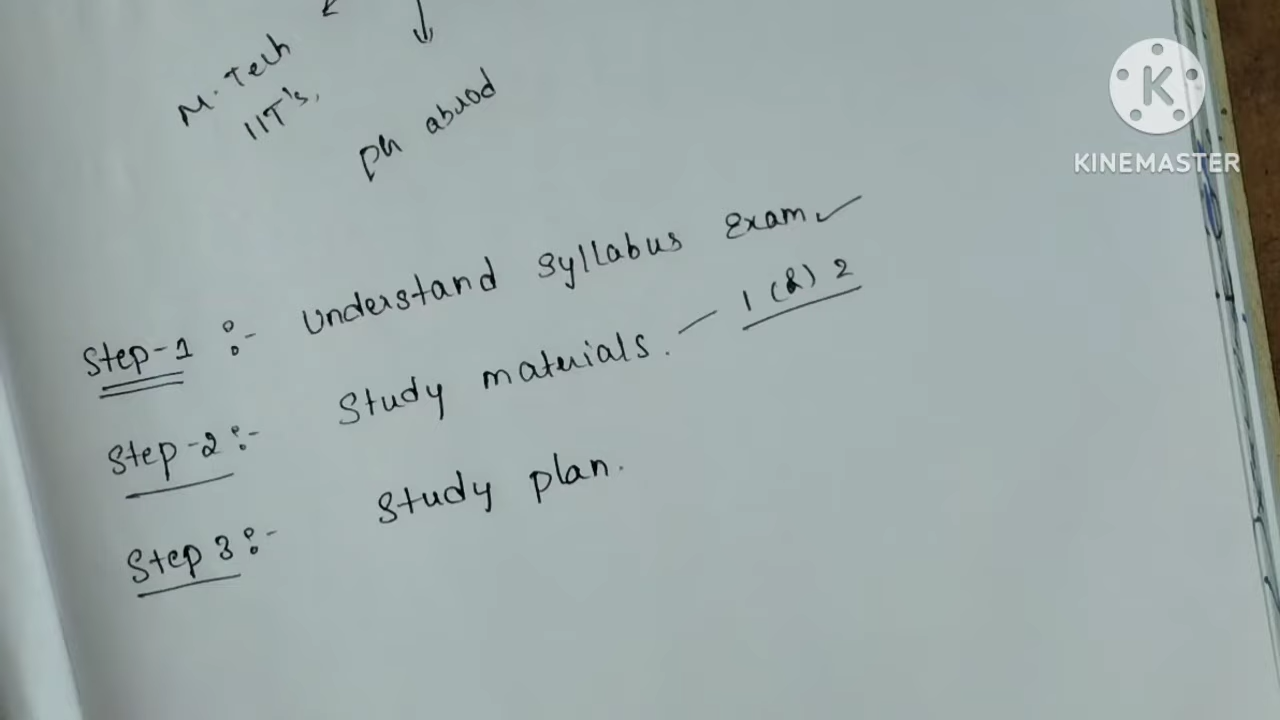 M. Tech
IIT's,
ph abrod
K
KINEMASTER
Step-1 :- Understand syllabus Exam ✓
Step-2 :- Study materials. — 1 (&) 2
Step 3 :- Study plan.